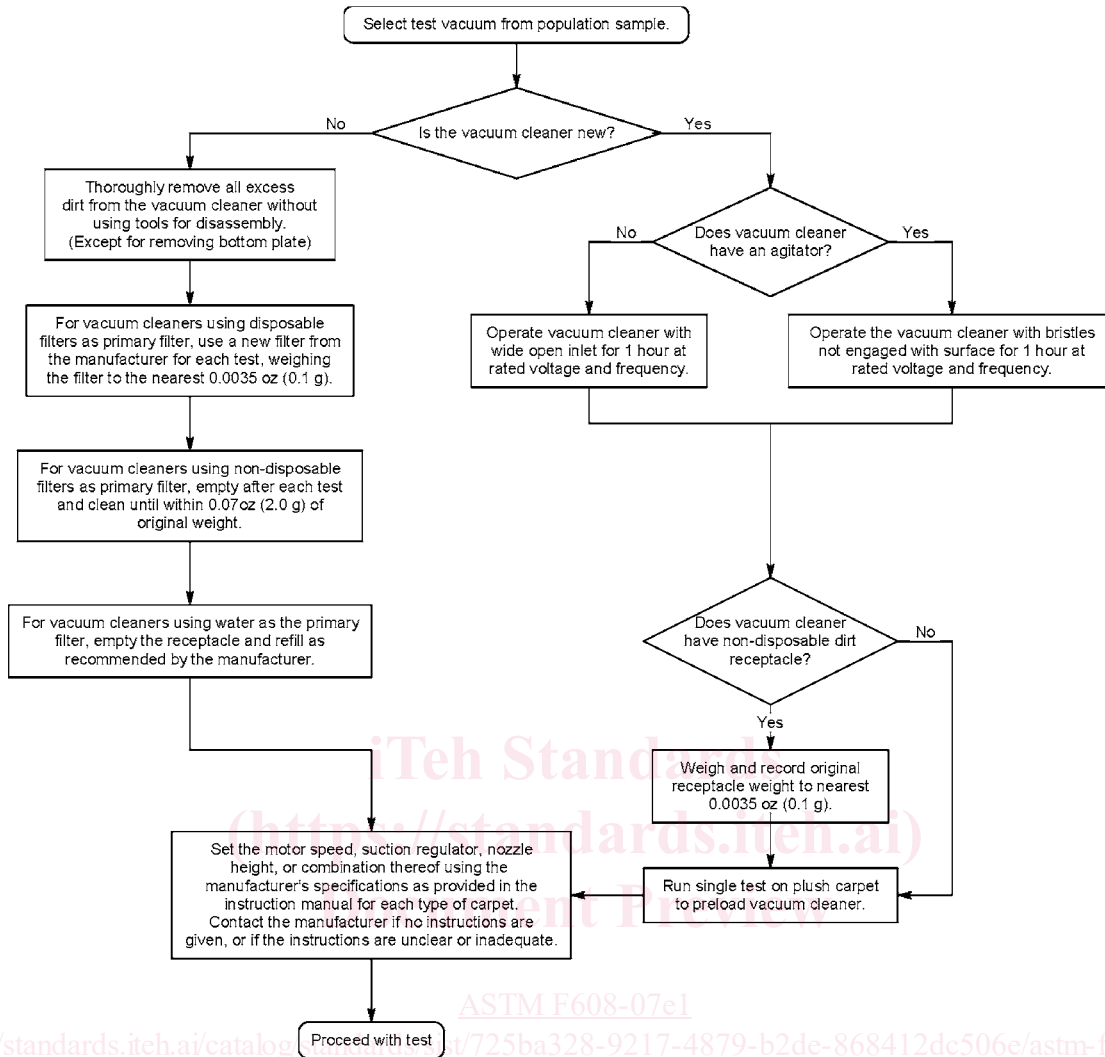 Select test vacuum from population sample.
Is the vacuum cleaner new?
No
Yes
Thoroughly remove all excess
dirt from the vacuum cleaner without
using tools for disassembly.
(Except for removing bottom plate)
For vacuum cleaners using disposable
filters as primary filter, use a new filter from
the manufacturer for each test, weighing
the filter to the nearest 0.0035 oz (0.1 g).
For vacuum cleaners using non-disposable
filters as primary filter, empty after each test
and clean until within 0.07oz (2.0 g) of
original weight.
For vacuum cleaners using water as the primary
filter, empty the receptacle and refill as
recommended by the manufacturer.
Does vacuum cleaner
have an agitator?
No
Yes
Operate vacuum cleaner with
wide open inlet for 1 hour at
rated voltage and frequency.
Operate the vacuum cleaner with bristles
not engaged with surface for 1 hour at
rated voltage and frequency.
Does vacuum cleaner
have non-disposable dirt
receptacle?
No
Yes
Weigh and record original
receptacle weight to nearest
0.0035 oz (0.1 g).
Run single test on plush carpet
to preload vacuum cleaner.
Set the motor speed, suction regulator, nozzle
height, or combination thereof using the
manufacturer's specifications as provided in the
instruction manual for each type of carpet.
Contact the manufacturer if no instructions are
given, or if the instructions are unclear or inadequate.
Proceed with test
iTeh Standards
(https://standards.iteh.ai)
Document Preview
ASTM F608-07e1
/standards.iteh.ai/catalog/standards/sist/725ba328-9217-4879-b2de-868412dc506e/astm-f